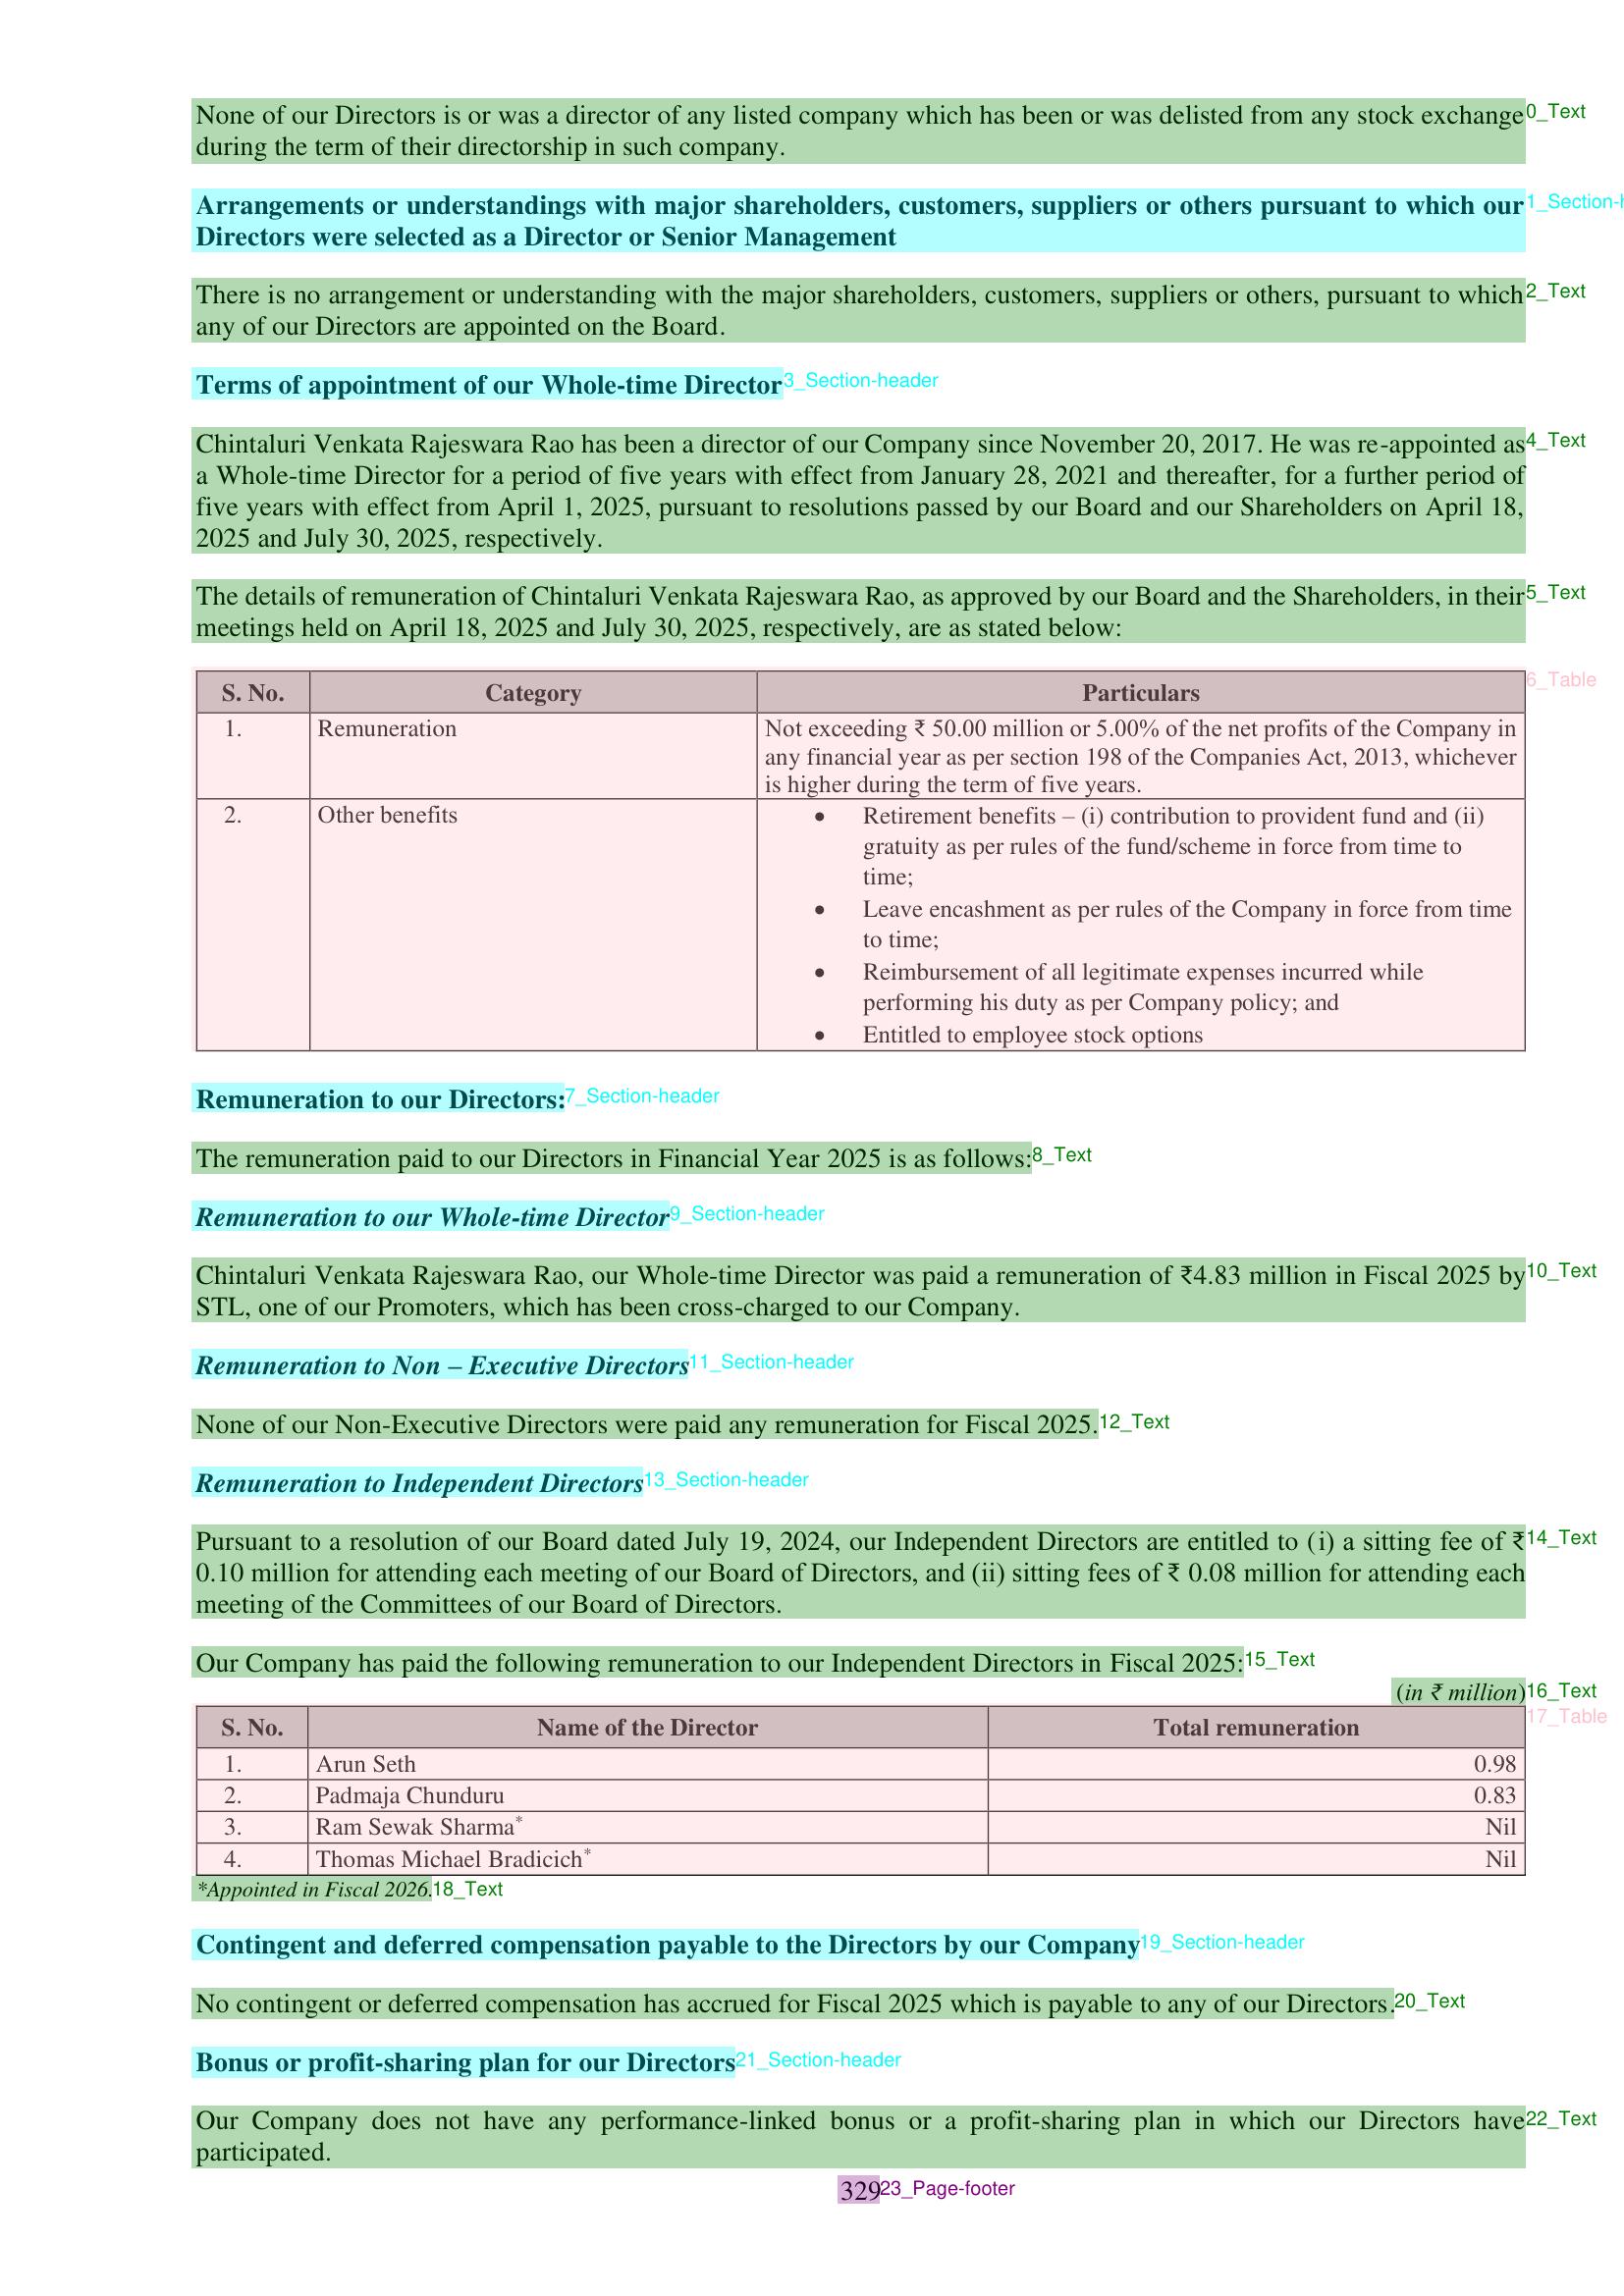 None of our Directors is or was a director of any listed company which has been or was delisted from any stock exchange 0_Text
during the term of their directorship in such company.
Arrangements or understandings with major shareholders, customers, suppliers or others pursuant to which our 1_Section-h
Directors were selected as a Director or Senior Management
There is no arrangement or understanding with the major shareholders, customers, suppliers or others, pursuant to which 2_Text
any of our Directors are appointed on the Board.
Terms of appointment of our Whole-time Director 3_Section-header
Chintaluri Venkata Rajeswara Rao has been a director of our Company since November 20, 2017. He was re-appointed as 4_Text
a Whole-time Director for a period of five years with effect from January 28, 2021 and thereafter, for a further period of
five years with effect from April 1, 2025, pursuant to resolutions passed by our Board and our Shareholders on April 18,
2025 and July 30, 2025, respectively.
The details of remuneration of Chintaluri Venkata Rajeswara Rao, as approved by our Board and the Shareholders, in their 5_Text
meetings held on April 18, 2025 and July 30, 2025, respectively, are as stated below:
6_Table
S. No. Category Particulars
1. Remuneration Not exceeding ₹ 50.00 million or 5.00% of the net profits of the Company in
any financial year as per section 198 of the Companies Act, 2013, whichever
is higher during the term of five years.
2. Other benefits • Retirement benefits – (i) contribution to provident fund and (ii)
gratuity as per rules of the fund/scheme in force from time to
time;
• Leave encashment as per rules of the Company in force from time
to time;
• Reimbursement of all legitimate expenses incurred while
performing his duty as per Company policy; and
• Entitled to employee stock options
Remuneration to our Directors: 7_Section-header
The remuneration paid to our Directors in Financial Year 2025 is as follows: 8_Text
Remuneration to our Whole-time Director 9_Section-header
Chintaluri Venkata Rajeswara Rao, our Whole-time Director was paid a remuneration of ₹4.83 million in Fiscal 2025 by 10_Text
STL, one of our Promoters, which has been cross-charged to our Company.
Remuneration to Non – Executive Directors 11_Section-header
None of our Non-Executive Directors were paid any remuneration for Fiscal 2025. 12_Text
Remuneration to Independent Directors 13_Section-header
Pursuant to a resolution of our Board dated July 19, 2024, our Independent Directors are entitled to (i) a sitting fee of ₹ 14_Text
0.10 million for attending each meeting of our Board of Directors, and (ii) sitting fees of ₹ 0.08 million for attending each
meeting of the Committees of our Board of Directors.
Our Company has paid the following remuneration to our Independent Directors in Fiscal 2025: 15_Text
(in ₹ million) 16_Text
17_Table
S. No. Name of the Director Total remuneration
1. Arun Seth 0.98
2. Padmaja Chunduru 0.83
3. Ram Sewak Sharma* Nil
4. Thomas Michael Bradicich* Nil
*Appointed in Fiscal 2026. 18_Text
Contingent and deferred compensation payable to the Directors by our Company 19_Section-header
No contingent or deferred compensation has accrued for Fiscal 2025 which is payable to any of our Directors. 20_Text
Bonus or profit-sharing plan for our Directors 21_Section-header
Our Company does not have any performance-linked bonus or a profit-sharing plan in which our Directors have 22_Text
participated.
329 23_Page-footer